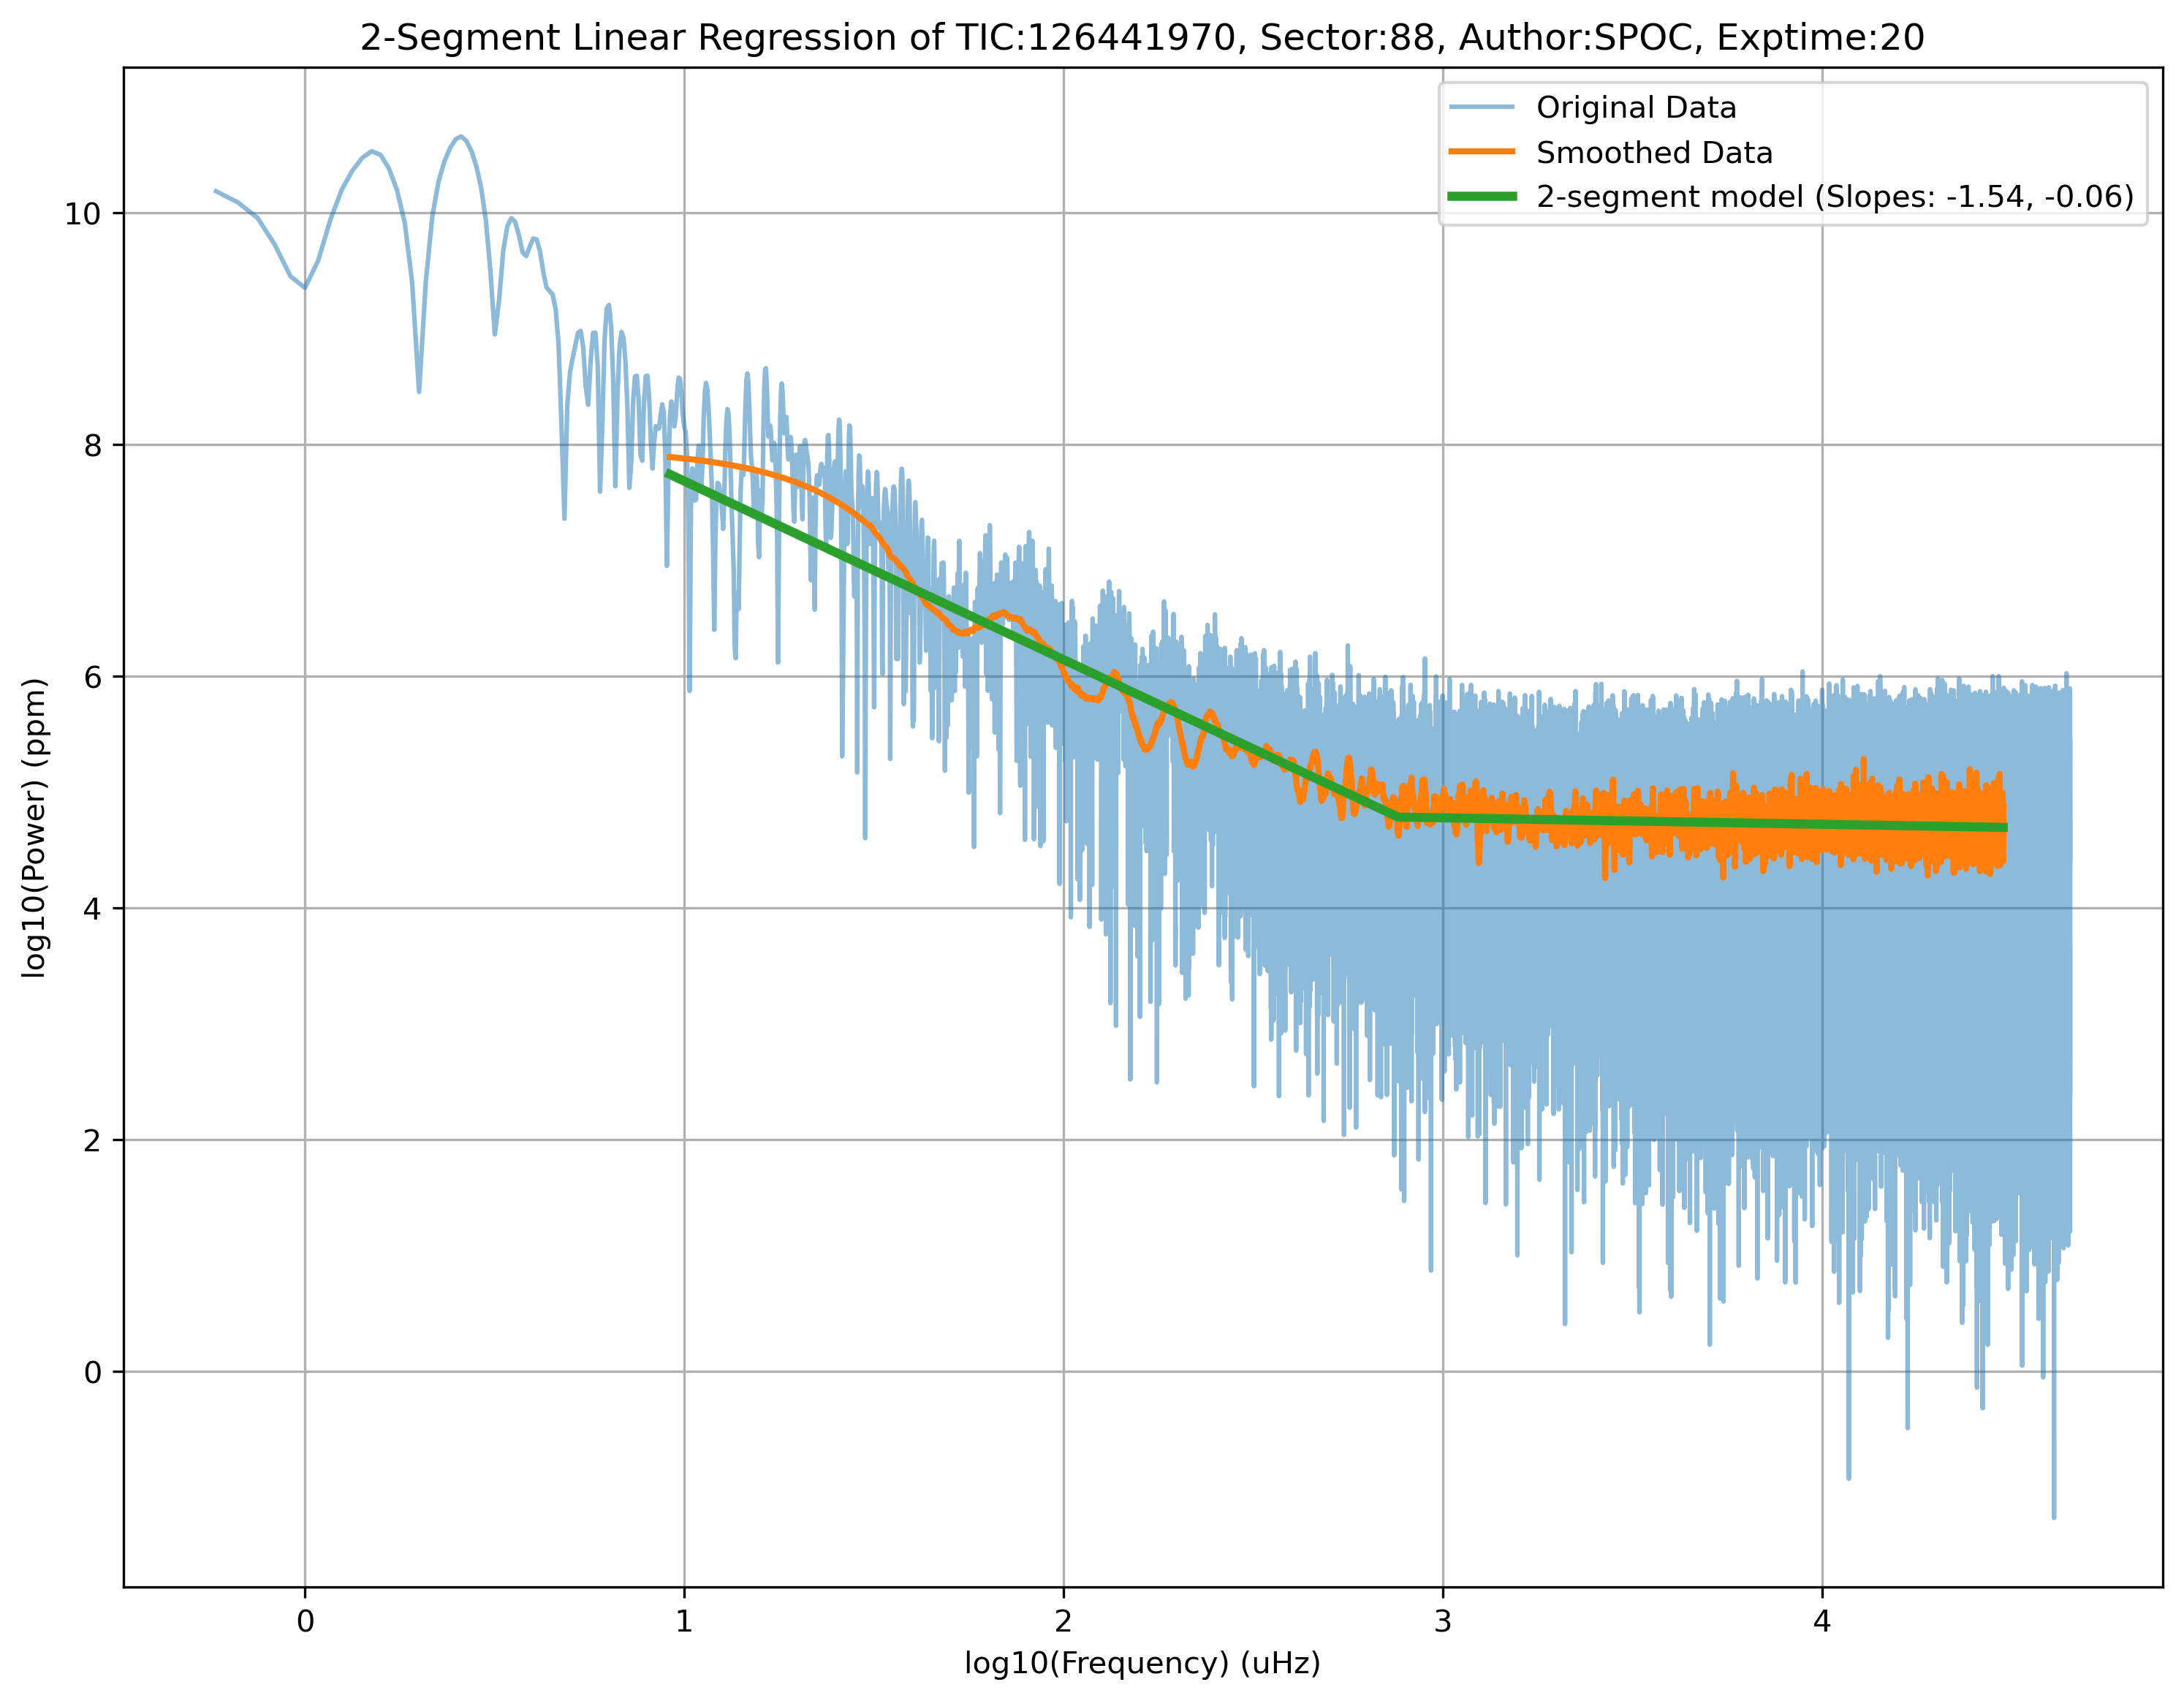 2-Segment Linear Regression of TIC:126441970, Sector:88, Author:SPOC, Exptime:20
Original Data
Smoothed Data
2-segment model (Slopes: -1.54, -0.06)
10
8
6
4
2
0
log10(Power) (ppm)
0 1 2 3 4
log10(Frequency) (uHz)